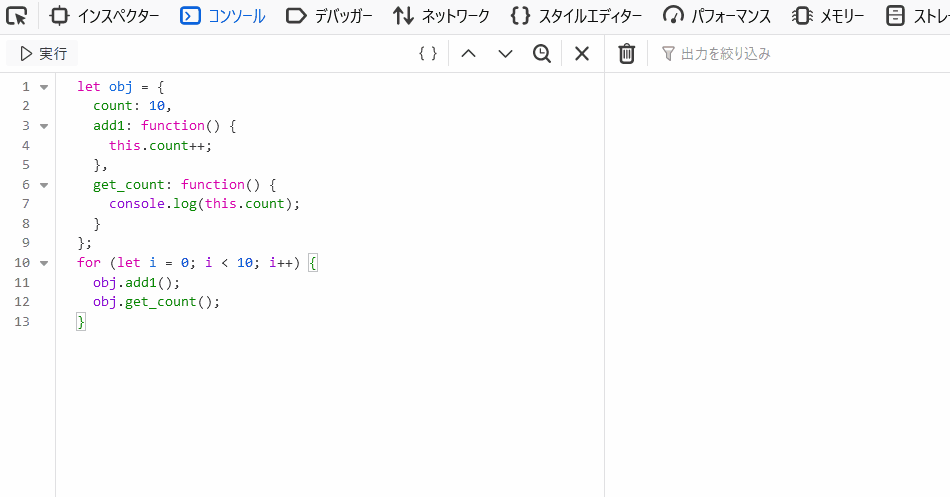 インスペクター コンソール デバッガー ネットワーク {} スタイルエディター パフォーマンス メモリー ストレー
実行 { } 出力を絞り込み
1 let obj = {
2 count: 10,
3 add1: function() {
4 this.count++;
5 },
6 get_count: function() {
7 console.log(this.count);
8 }
9 };
10 for (let i = 0; i < 10; i++) {
11 obj.add1();
12 obj.get_count();
13 }